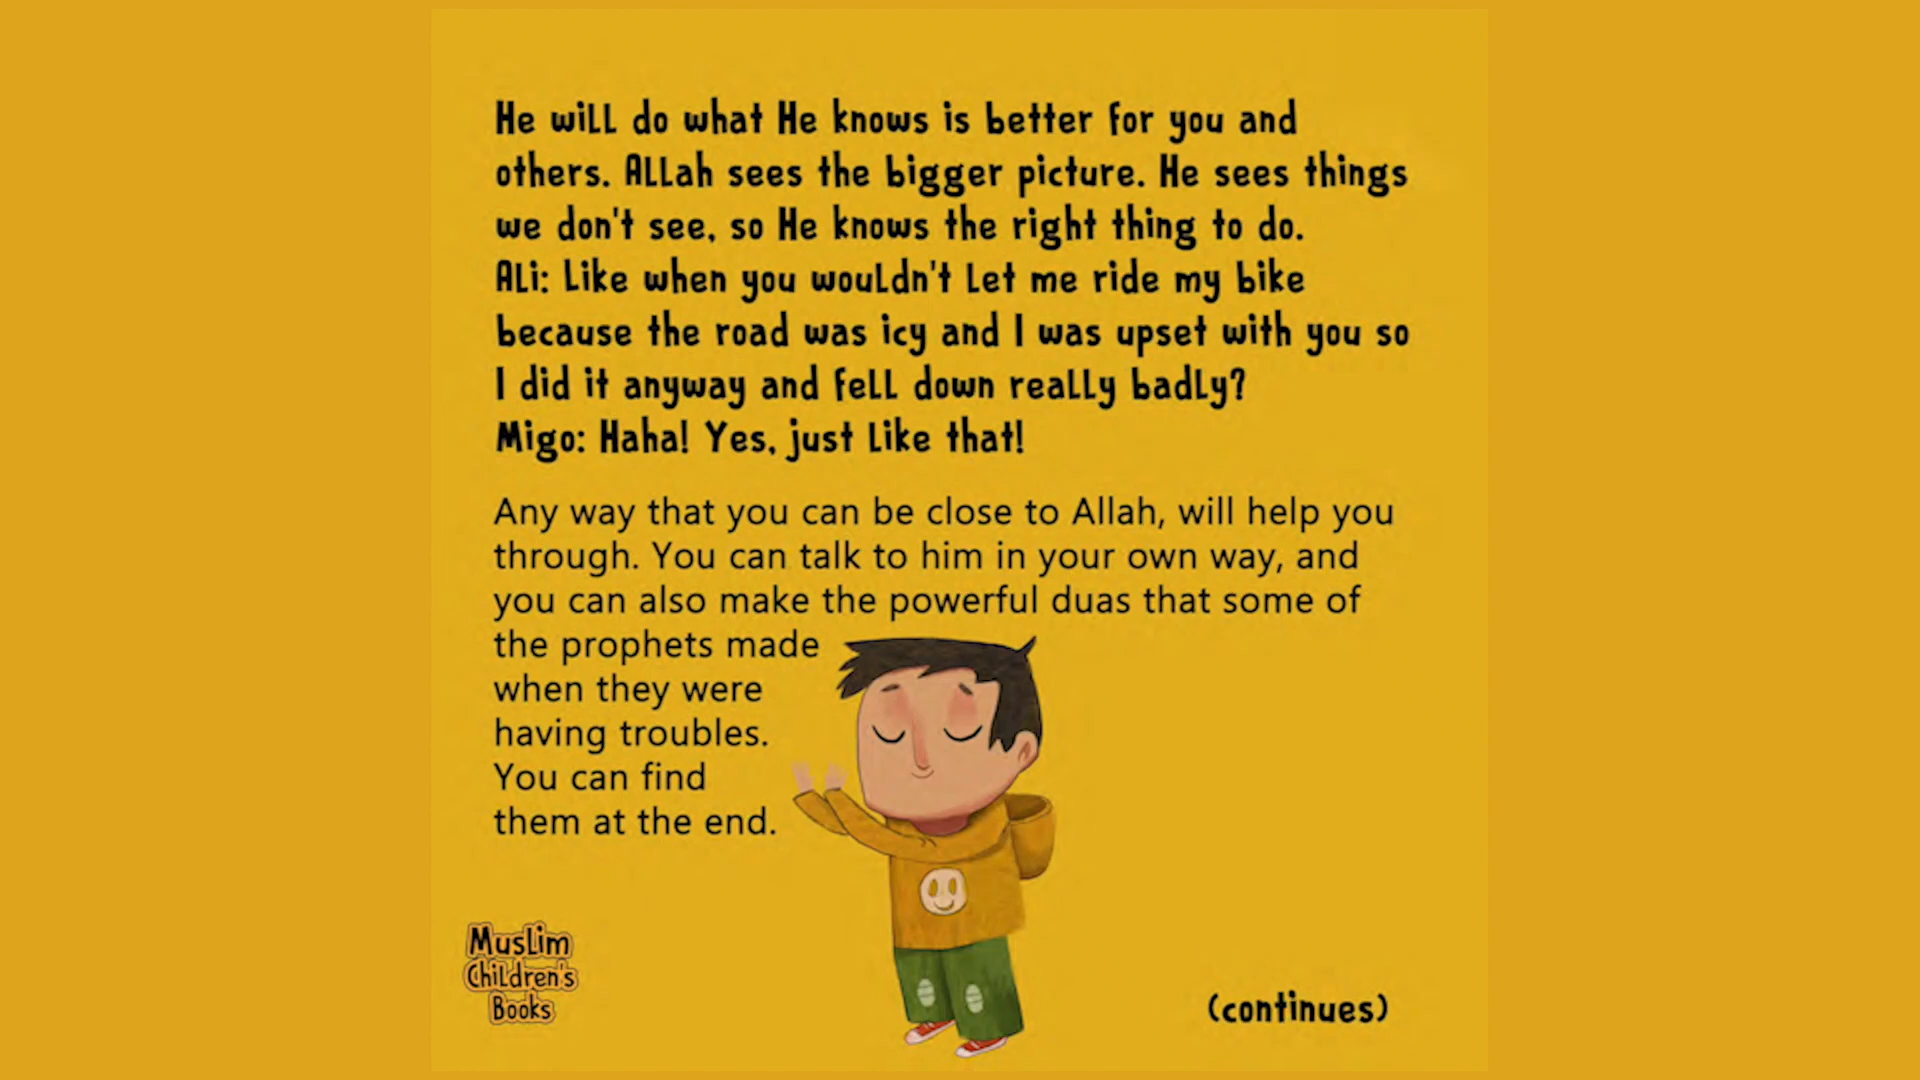 He will do what He knows is better for you and
others. Allah sees the bigger picture. He sees things
we don't see, so He knows the right thing to do.
Ali: Like when you wouldn't let me ride my bike
because the road was icy and I was upset with you so
I did it anyway and fell down really badly?
Migo: Haha! Yes, just like that!
Any way that you can be close to Allah, will help you
through. You can talk to him in your own way, and
you can also make the powerful duas that some of
the prophets made
when they were
having troubles.
You can find
them at the end.
Muslim
Children's
Books
(continues)